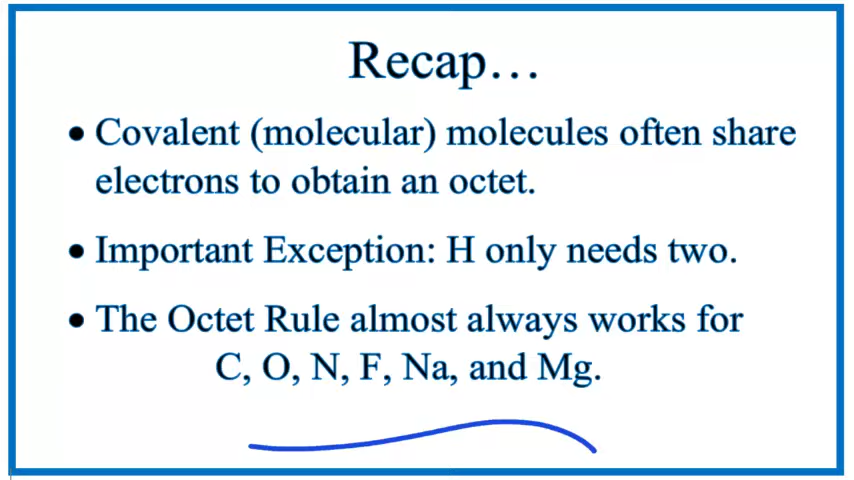 Recap…
• Covalent (molecular) molecules often share
electrons to obtain an octet.
• Important Exception: H only needs two.
• The Octet Rule almost always works for
C, O, N, F, Na, and Mg.